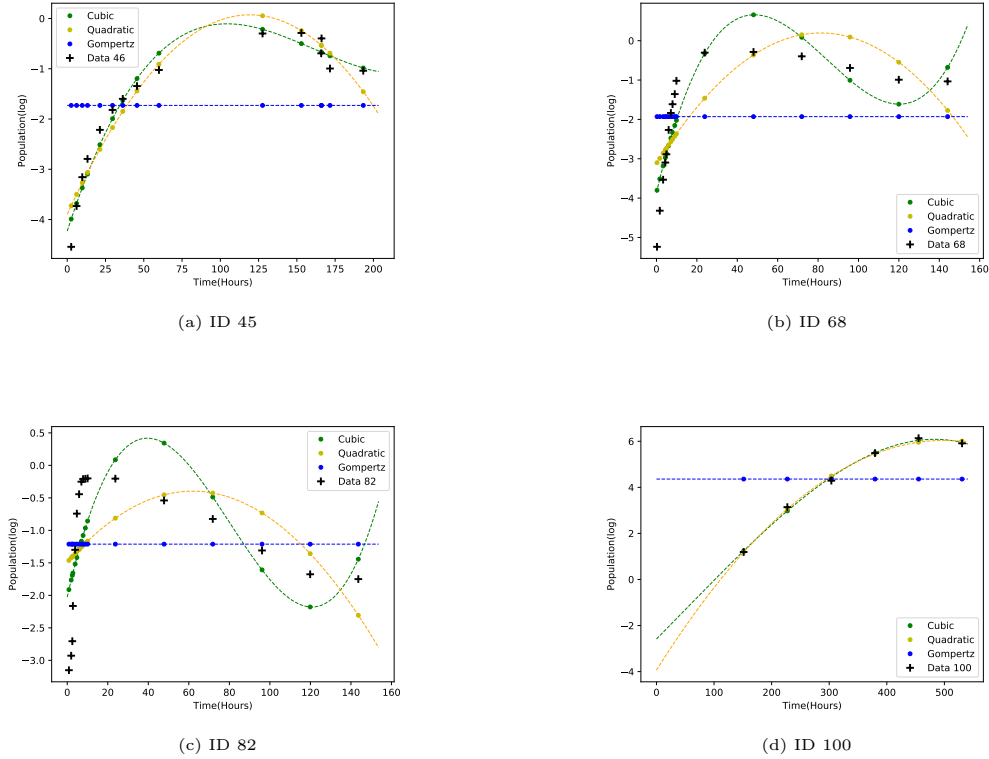 Cubic
Quadratic
Gompertz
Data 46
0
−1
−2
−3
−4
Population(log)
0 25 50 75 100 125 150 175 200
Time(Hours)
(a) ID 45
0
−1
−2
−3
−4
−5
Population(log)
Cubic
Quadratic
Gompertz
Data 68
0 20 40 60 80 100 120 140 160
Time(Hours)
(b) ID 68
0.5
0.0
−0.5
−1.0
−1.5
−2.0
−2.5
−3.0
Population(log)
Cubic
Quadratic
Gompertz
Data 82
0 20 40 60 80 100 120 140 160
Time(Hours)
(c) ID 82
6
4
2
0
−2
−4
Population(log)
Cubic
Quadratic
Gompertz
Data 100
0 100 200 300 400 500
Time(Hours)
(d) ID 100